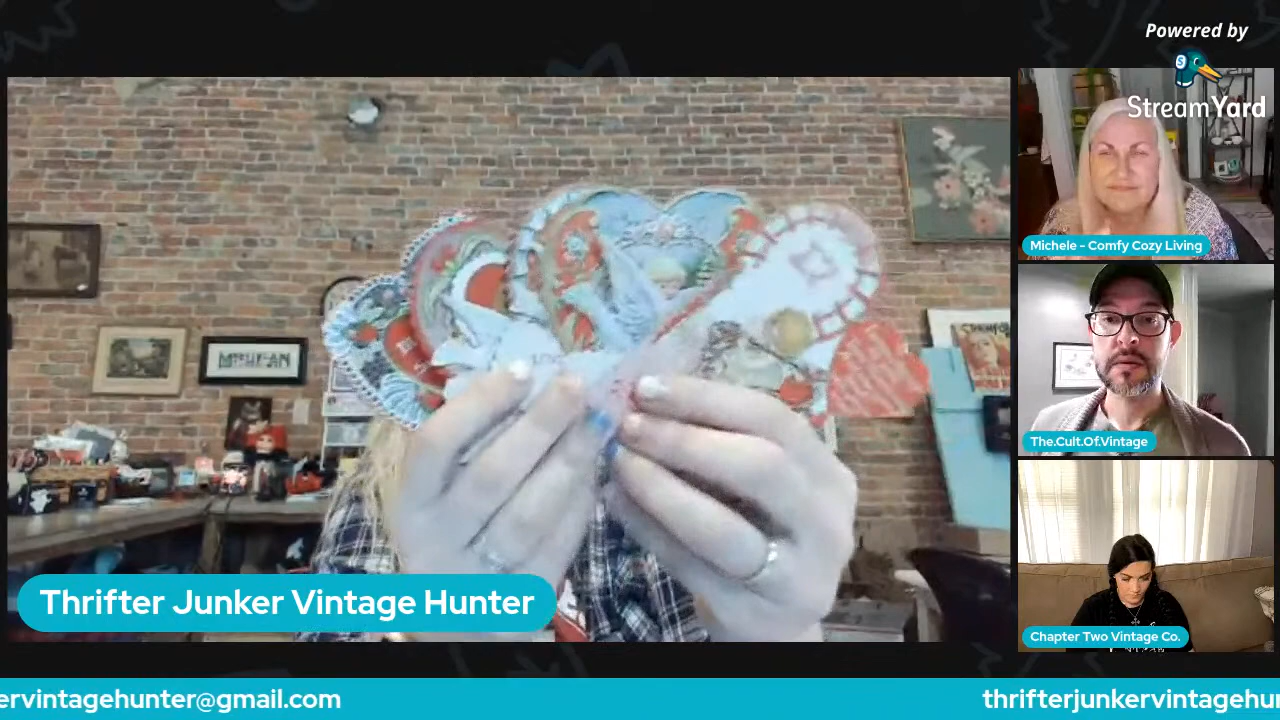 Powered by
StreamYard
Michele - Comfy Cozy Living
MICHIGAN
The.Cult.Of.Vintage
Thrifter Junker Vintage Hunter
Chapter Two Vintage Co.
ervintagehunter@gmail.com
thrifterjunkervintagehun